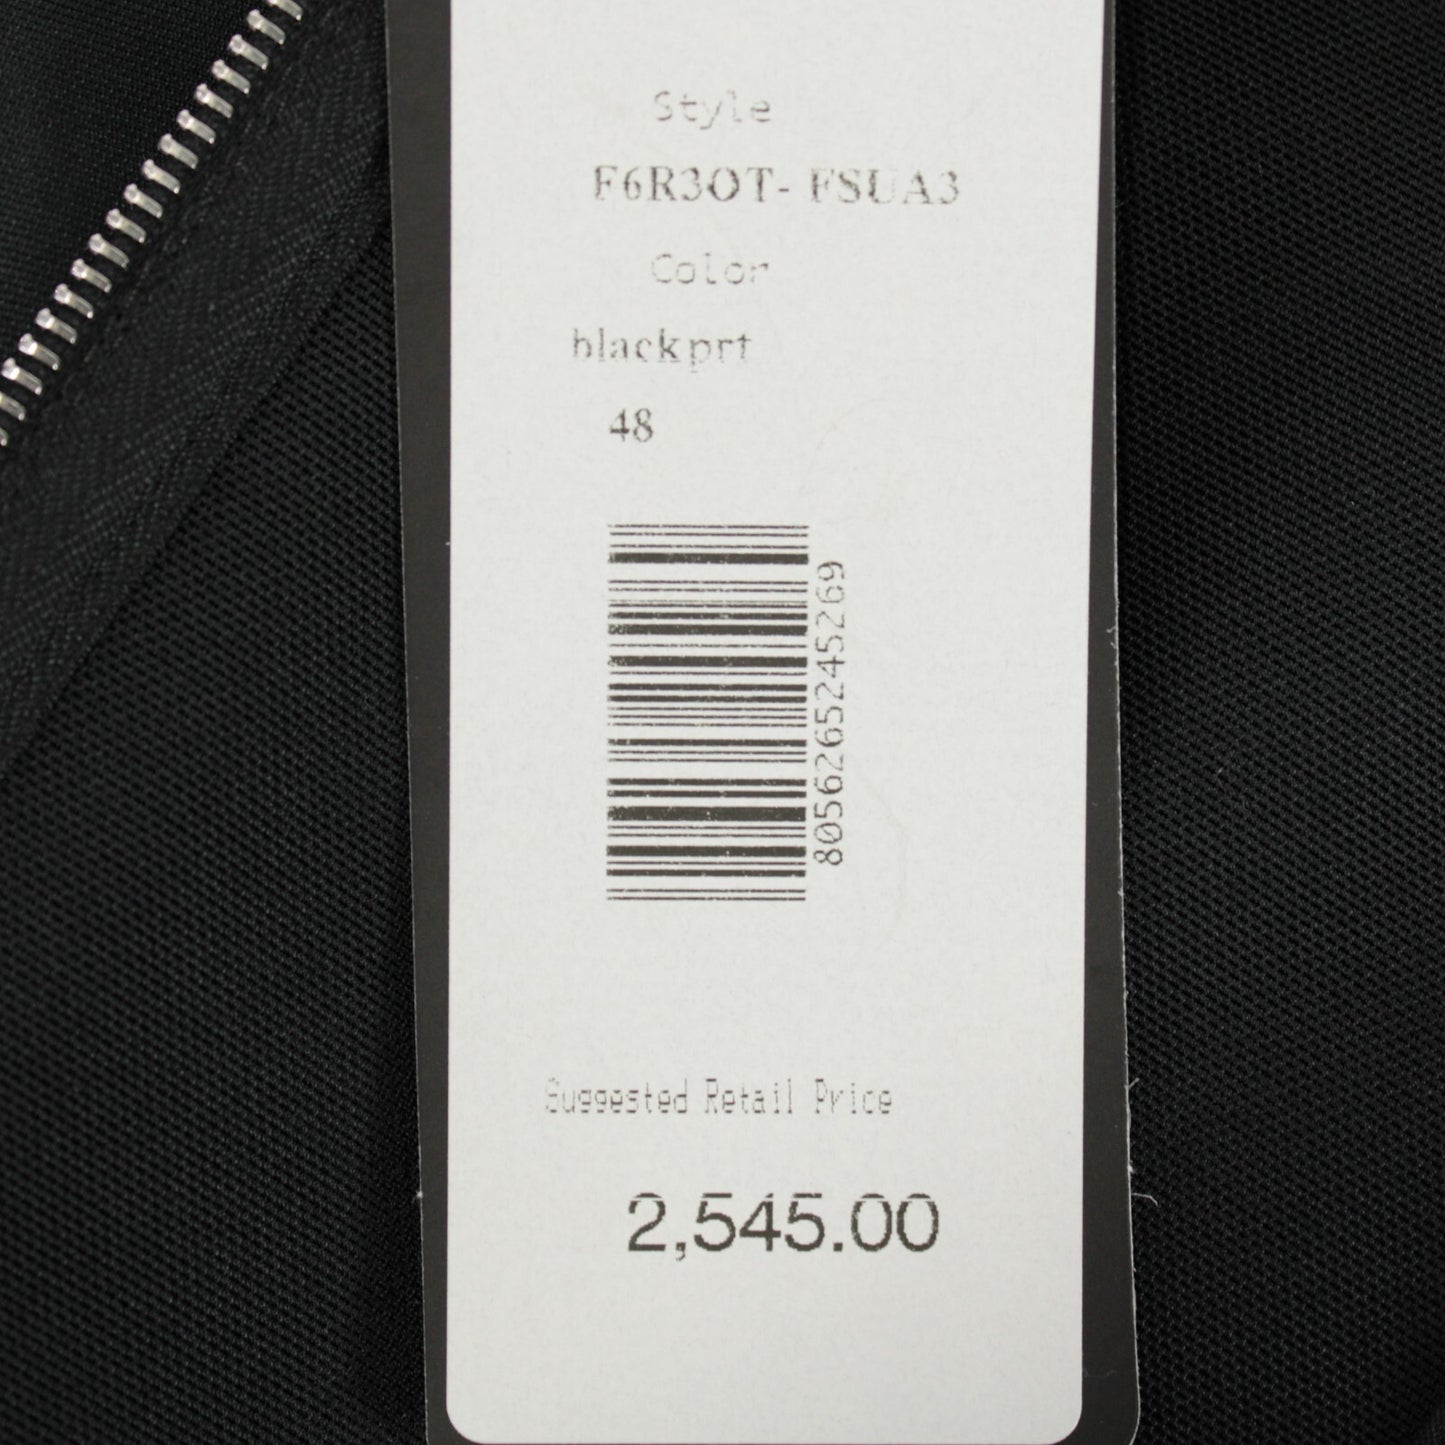 Style
F6R3OT- FSUA3
Color
blackprt
48
8056265245269
Suggested Retail Price
2,545.00